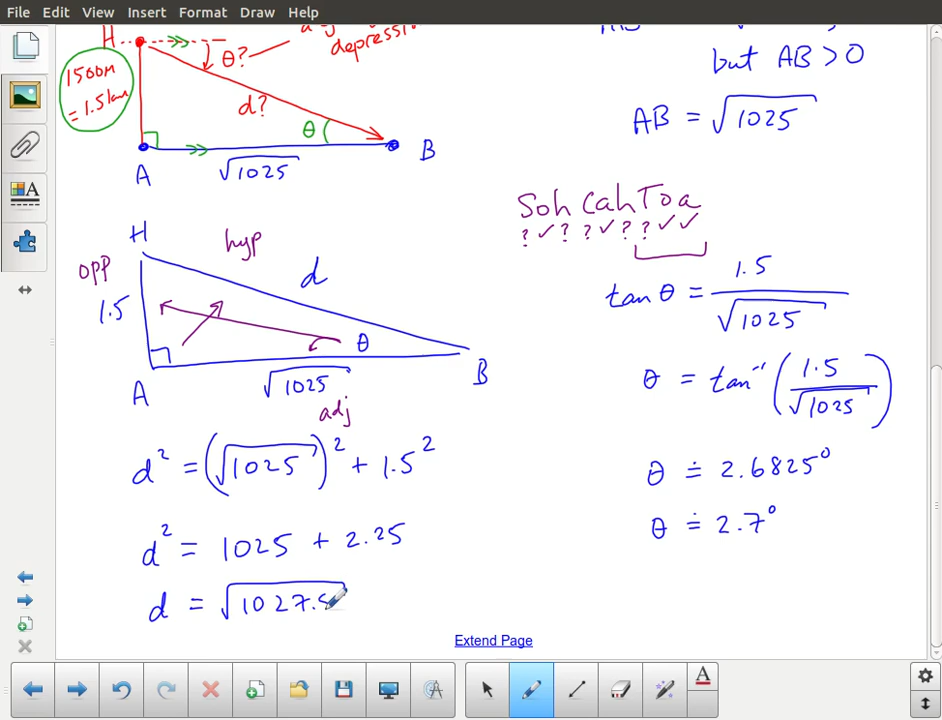 File Edit View Insert Format Draw Help
H
θ?
depressi
but AB > 0
1500m
= 1.5km
d?
θ
AB = √1025
A
√1025
B
Soh Cah Toa
? ✓ ? ? ✓ ? ? ✓ ✓
H
hyp
opp
d
1.5
θ
tan θ = 1.5 / √1025
A
√1025
B
adj
θ = tan⁻¹ (1.5 / √1025)
d² = (√1025)² + 1.5²
θ ≐ 2.6825°
d² = 1025 + 2.25
θ ≐ 2.7°
d = √1027.
Extend Page
A